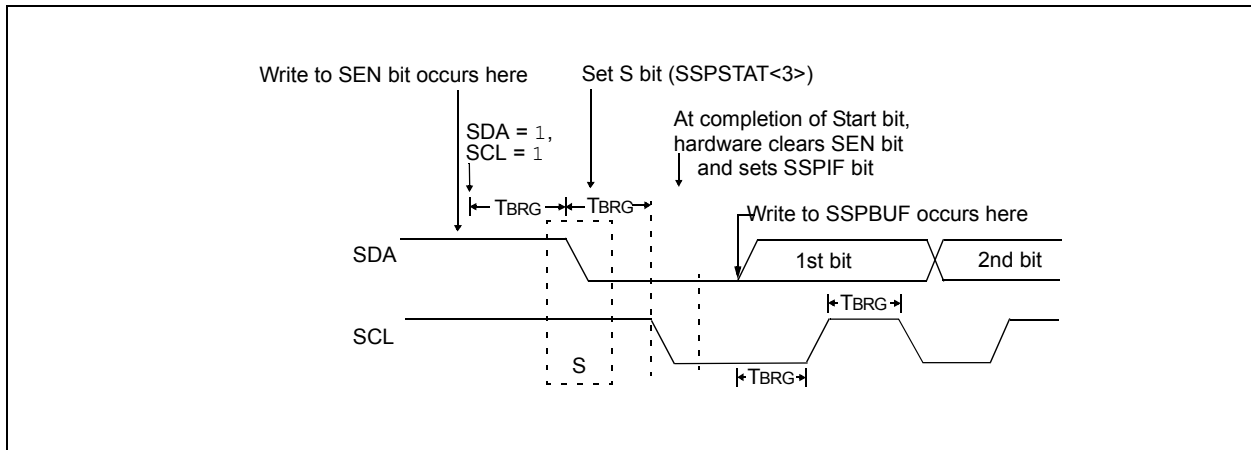 Write to SEN bit occurs here
Set S bit (SSPSTAT<3>)
SDA = 1,
SCL = 1
At completion of Start bit,
hardware clears SEN bit
and sets SSPIF bit
TBRG
TBRG
Write to SSPBUF occurs here
SDA
1st bit
2nd bit
TBRG
SCL
S
TBRG